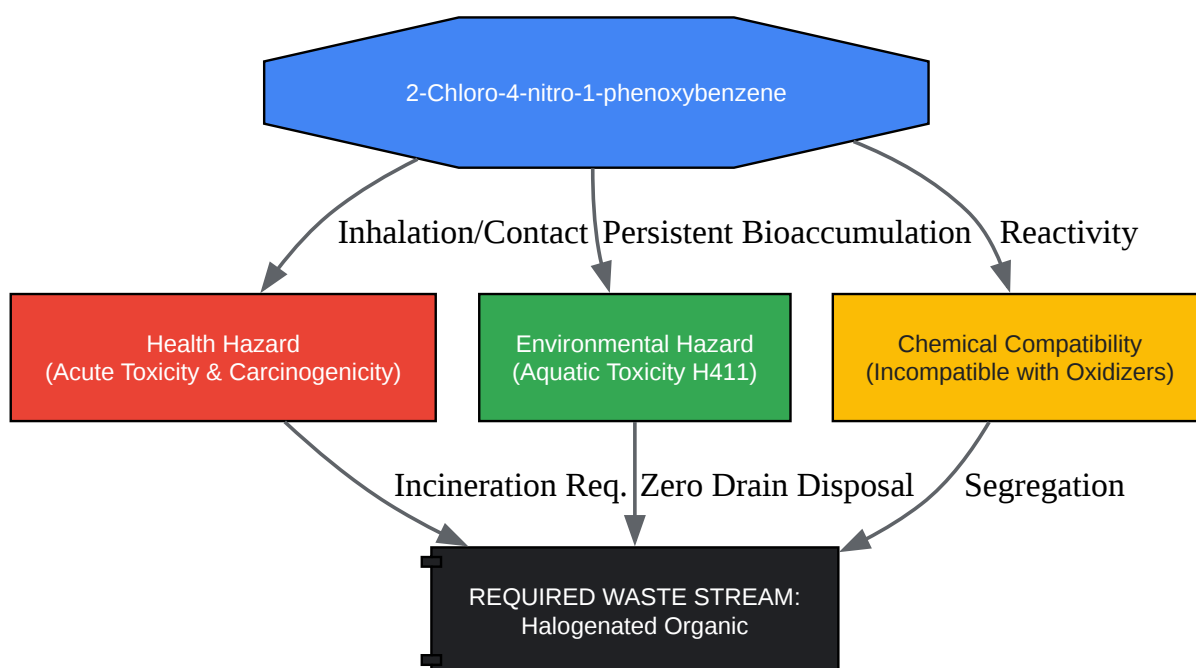 2-Chloro-4-nitro-1-phenoxybenzene
Inhalation/Contact
Persistent Bioaccumulation
Reactivity
Health Hazard
(Acute Toxicity & Carcinogenicity)
Environmental Hazard
(Aquatic Toxicity H411)
Chemical Compatibility
(Incompatible with Oxidizers)
Incineration Req.
Zero Drain Disposal
Segregation
REQUIRED WASTE STREAM:
Halogenated Organic